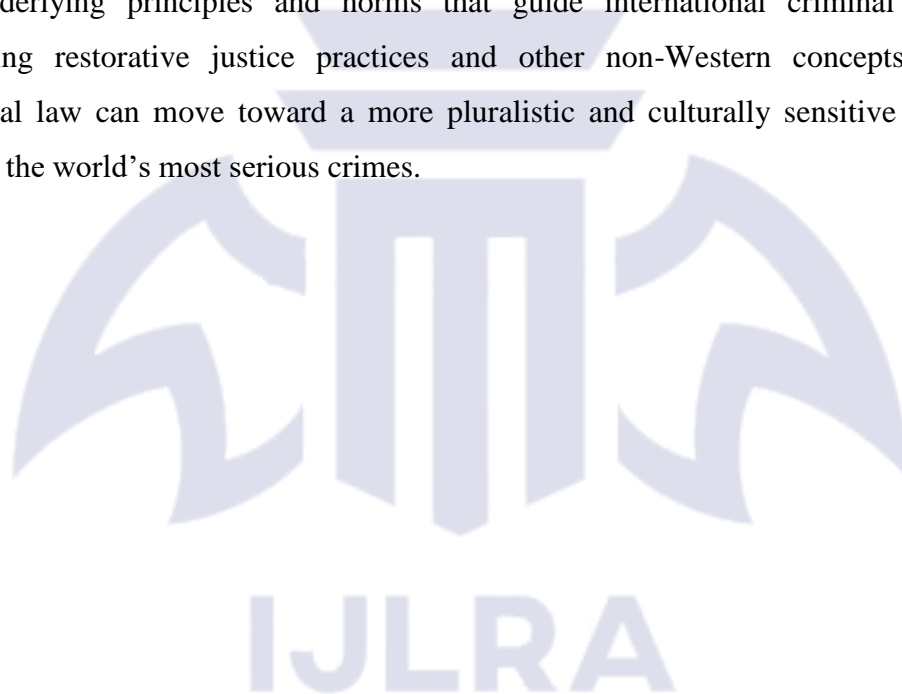 derlying principles and norms that guide international criminal
ing restorative justice practices and other non-Western concepts
al law can move toward a more pluralistic and culturally sensitive
the world's most serious crimes.
IJLRA